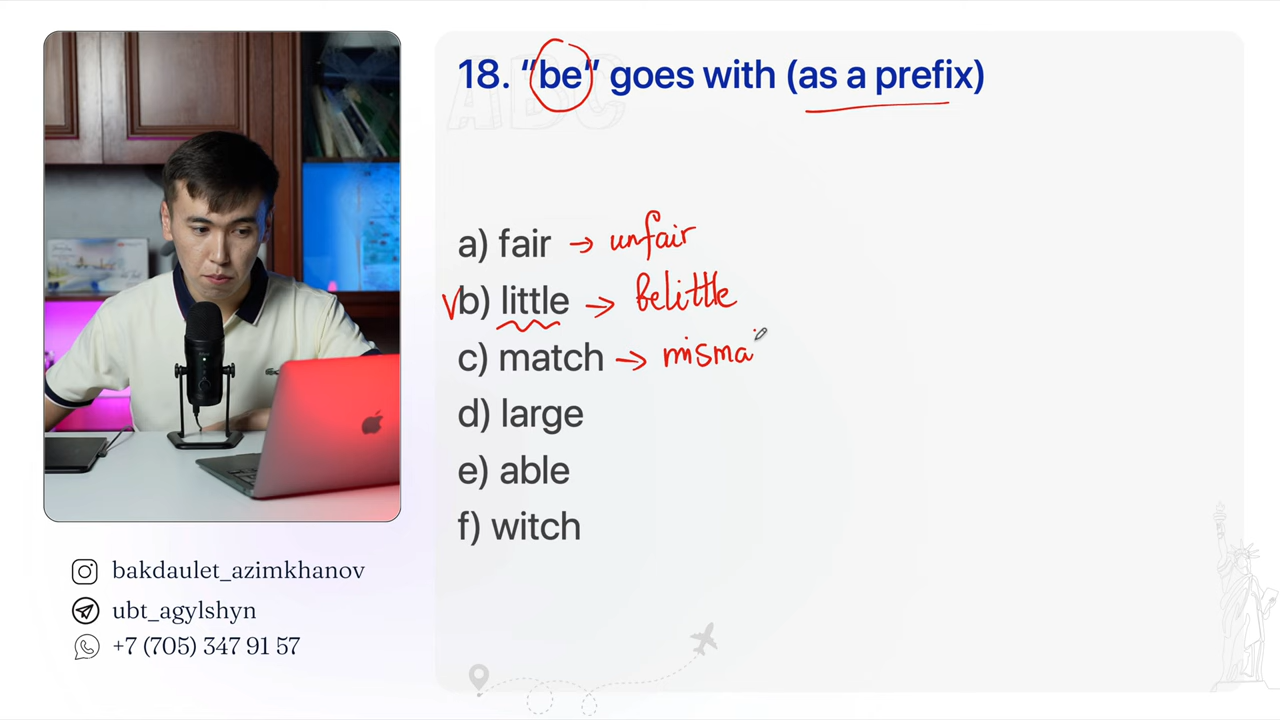 18. "be" goes with (as a prefix)
a) fair → unfair
b) little → belittle
c) match → misma
d) large
e) able
f) witch
bakdaulet_azimkhanov
ubt_agylshyn
+7 (705) 347 91 57
ABC